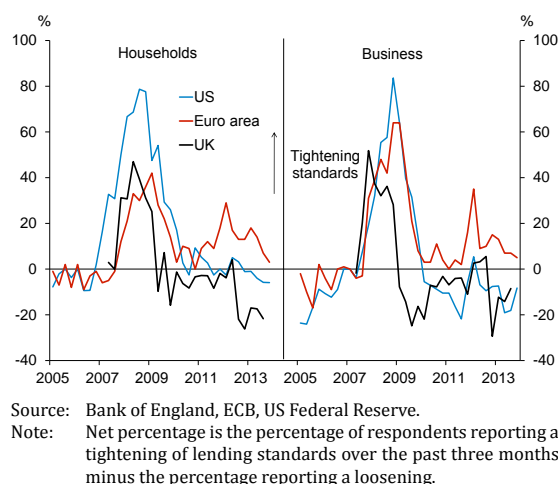 % %
Households Business
100 100
80 80
60 60
40 40
20 20
0 0
-20 -20
-40 -40
US
Euro area
UK
Tightening
standards
2005 2007 2009 2011 2013 2005 2007 2009 2011 2013
Source: Bank of England, ECB, US Federal Reserve.
Note: Net percentage is the percentage of respondents reporting a
tightening of lending standards over the past three months
minus the percentage reporting a loosening.